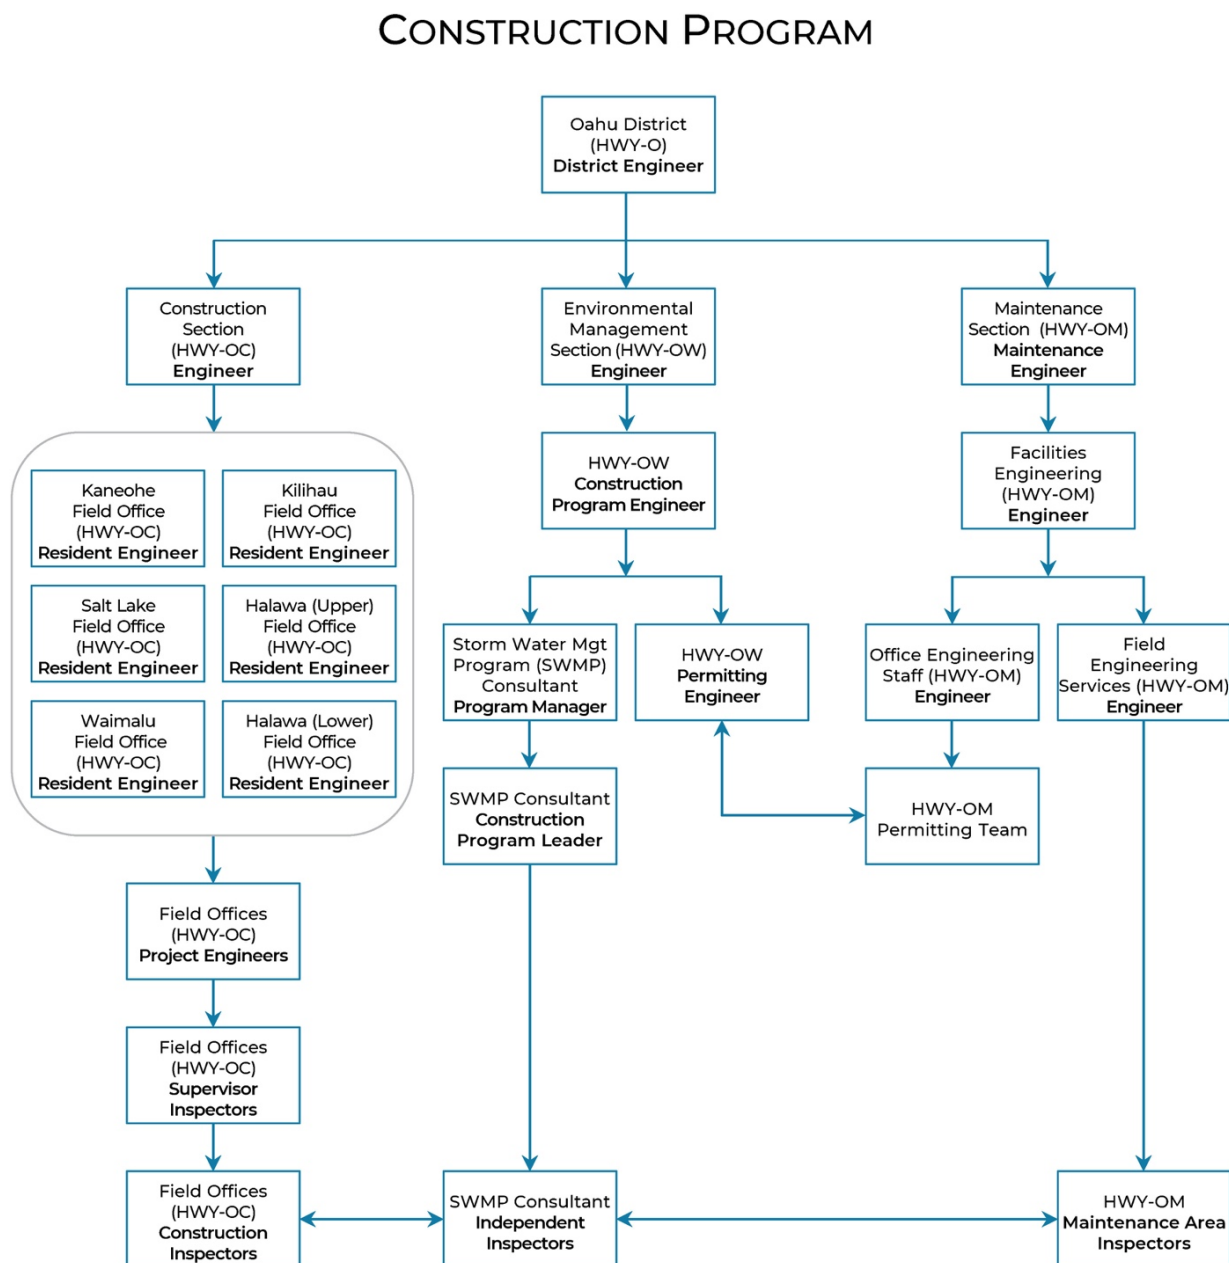 CONSTRUCTION PROGRAM
Oahu District
(HWY-O)
District Engineer
Construction
Section
(HWY-OC)
Engineer
Environmental
Management
Section (HWY-OW)
Engineer
Maintenance
Section (HWY-OM)
Maintenance
Engineer
Kaneohe
Field Office
(HWY-OC)
Resident Engineer
Kilihau
Field Office
(HWY-OC)
Resident Engineer
Salt Lake
Field Office
(HWY-OC)
Resident Engineer
Halawa (Upper)
Field Office
(HWY-OC)
Resident Engineer
Waimalu
Field Office
(HWY-OC)
Resident Engineer
Halawa (Lower)
Field Office
(HWY-OC)
Resident Engineer
HWY-OW
Construction
Program Engineer
Facilities
Engineering
(HWY-OM)
Engineer
Storm Water Mgt
Program (SWMP)
Consultant
Program Manager
HWY-OW
Permitting
Engineer
Office Engineering
Staff (HWY-OM)
Engineer
Field
Engineering
Services (HWY-OM)
Engineer
SWMP Consultant
Construction
Program Leader
HWY-OM
Permitting Team
Field Offices
(HWY-OC)
Project Engineers
Field Offices
(HWY-OC)
Supervisor
Inspectors
Field Offices
(HWY-OC)
Construction
Inspectors
SWMP Consultant
Independent
Inspectors
HWY-OM
Maintenance Area
Inspectors